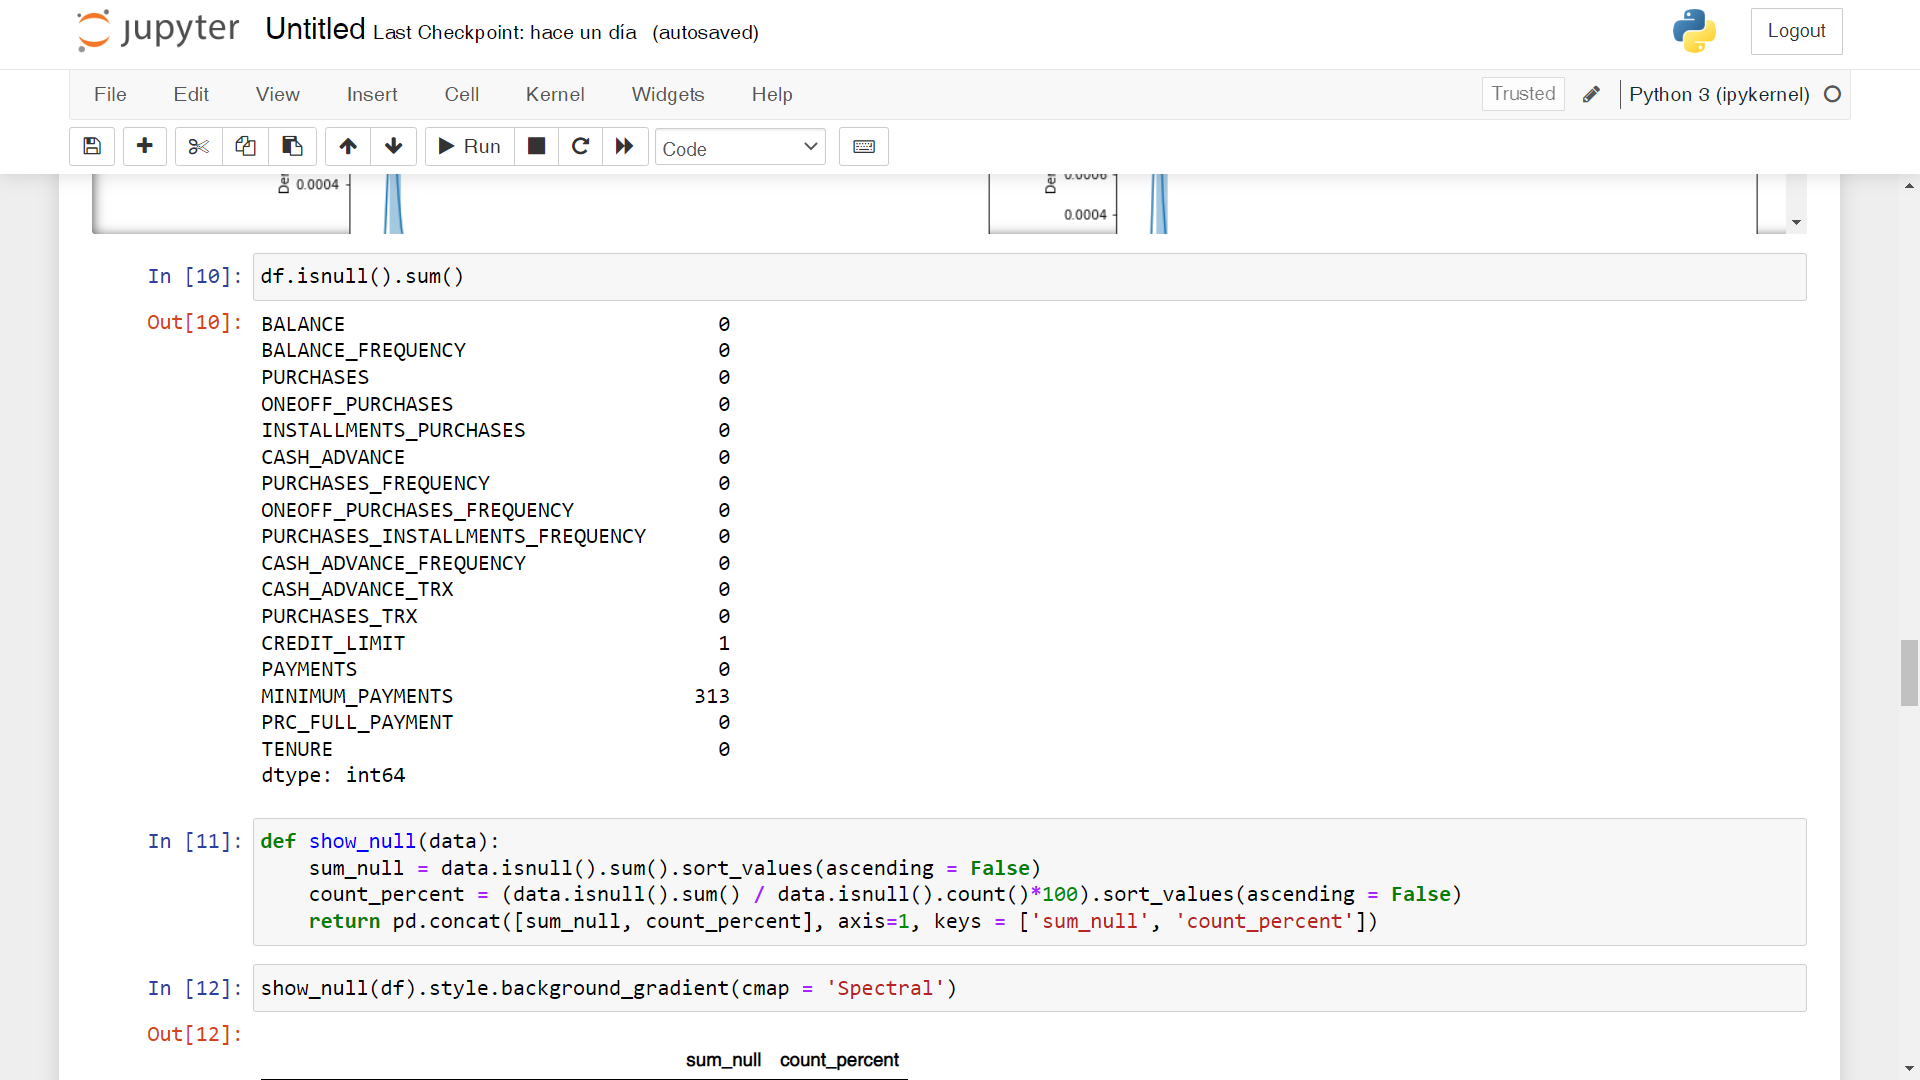 jupyter Untitled Last Checkpoint: hace un día (autosaved) Logout
File Edit View Insert Cell Kernel Widgets Help Trusted Python 3 (ipykernel)
Run Code
0.0004
0.0006
0.0004
In [10]: df.isnull().sum()
Out[10]: BALANCE 0
BALANCE_FREQUENCY 0
PURCHASES 0
ONEOFF_PURCHASES 0
INSTALLMENTS_PURCHASES 0
CASH_ADVANCE 0
PURCHASES_FREQUENCY 0
ONEOFF_PURCHASES_FREQUENCY 0
PURCHASES_INSTALLMENTS_FREQUENCY 0
CASH_ADVANCE_FREQUENCY 0
CASH_ADVANCE_TRX 0
PURCHASES_TRX 0
CREDIT_LIMIT 1
PAYMENTS 0
MINIMUM_PAYMENTS 313
PRC_FULL_PAYMENT 0
TENURE 0
dtype: int64
In [11]: def show_null(data):
sum_null = data.isnull().sum().sort_values(ascending = False)
count_percent = (data.isnull().sum() / data.isnull().count()*100).sort_values(ascending = False)
return pd.concat([sum_null, count_percent], axis=1, keys = ['sum_null', 'count_percent'])
In [12]: show_null(df).style.background_gradient(cmap = 'Spectral')
Out[12]:
sum_null count_percent